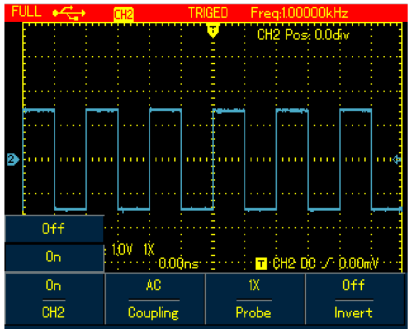 FULL CH2 TRIGED Freq:1.00000kHz
T
CH2 Pos: 0.0div
2
Off
On
1.0V 1X
0.00ns T CH2 DC 0.00mV
On AC 1X Off
CH2 Coupling Probe Invert